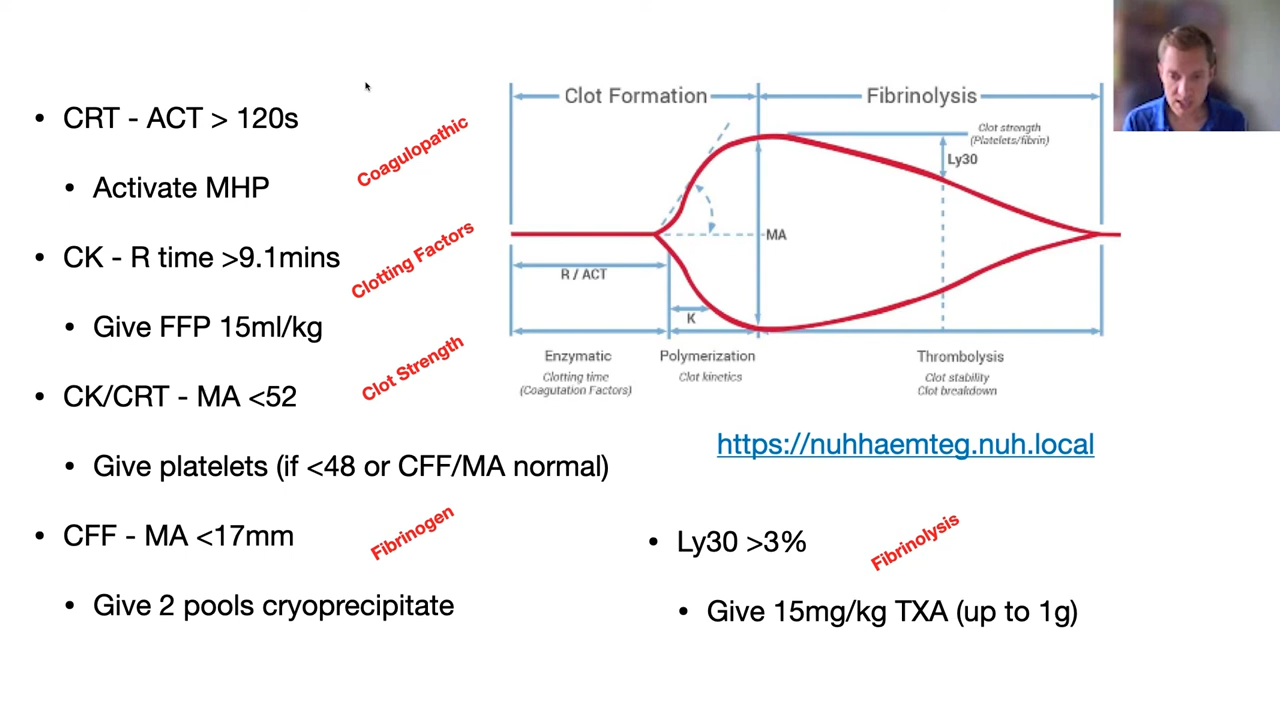 • CRT - ACT > 120s
Coagulopathic
• Activate MHP
• CK - R time >9.1mins
Clotting Factors
• Give FFP 15ml/kg
• CK/CRT - MA <52
Clot Strength
• Give platelets (if <48 or CFF/MA normal)
• CFF - MA <17mm
Fibrinogen
• Give 2 pools cryoprecipitate
Clot Formation
Fibrinolysis
Clot strength
(Platelets/fibrin)
Ly30
MA
R / ACT
K
Enzymatic
Clotting time
(Coagutation Factors)
Polymerization
Clot kinetics
Thrombolysis
Clot stability
Clot breakdown
https://nuhhaemteg.nuh.local
• Ly30 >3%
Fibrinolysis
• Give 15mg/kg TXA (up to 1g)